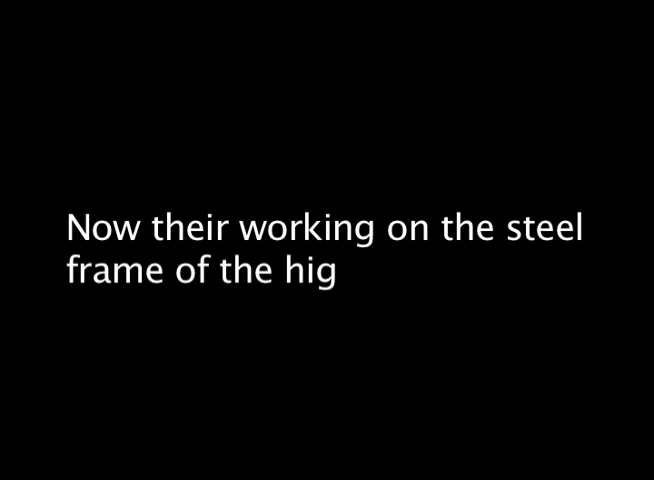 Now their working on the steel
frame of the hig